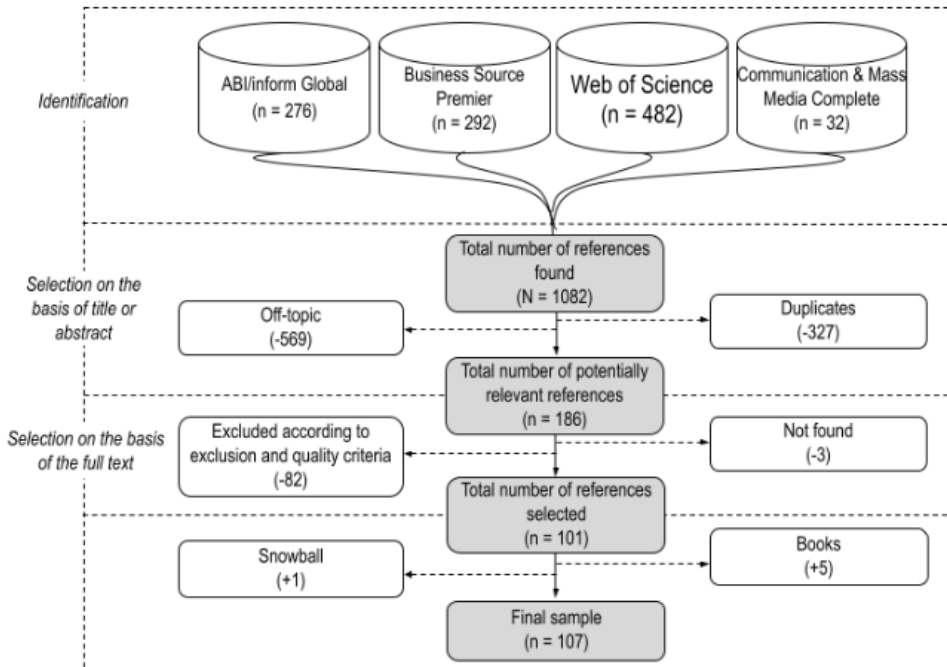 Identification
ABI/inform Global
(n = 276)
Business Source
Premier
(n = 292)
Web of Science
(n = 482)
Communication & Mass
Media Complete
(n = 32)
Selection on the
basis of title or
abstract
Total number of references
found
(N = 1082)
Off-topic
(-569)
Duplicates
(-327)
Total number of potentially
relevant references
(n = 186)
Selection on the basis
of the full text
Excluded according to
exclusion and quality criteria
(-82)
Not found
(-3)
Total number of references
selected
(n = 101)
Snowball
(+1)
Books
(+5)
Final sample
(n = 107)